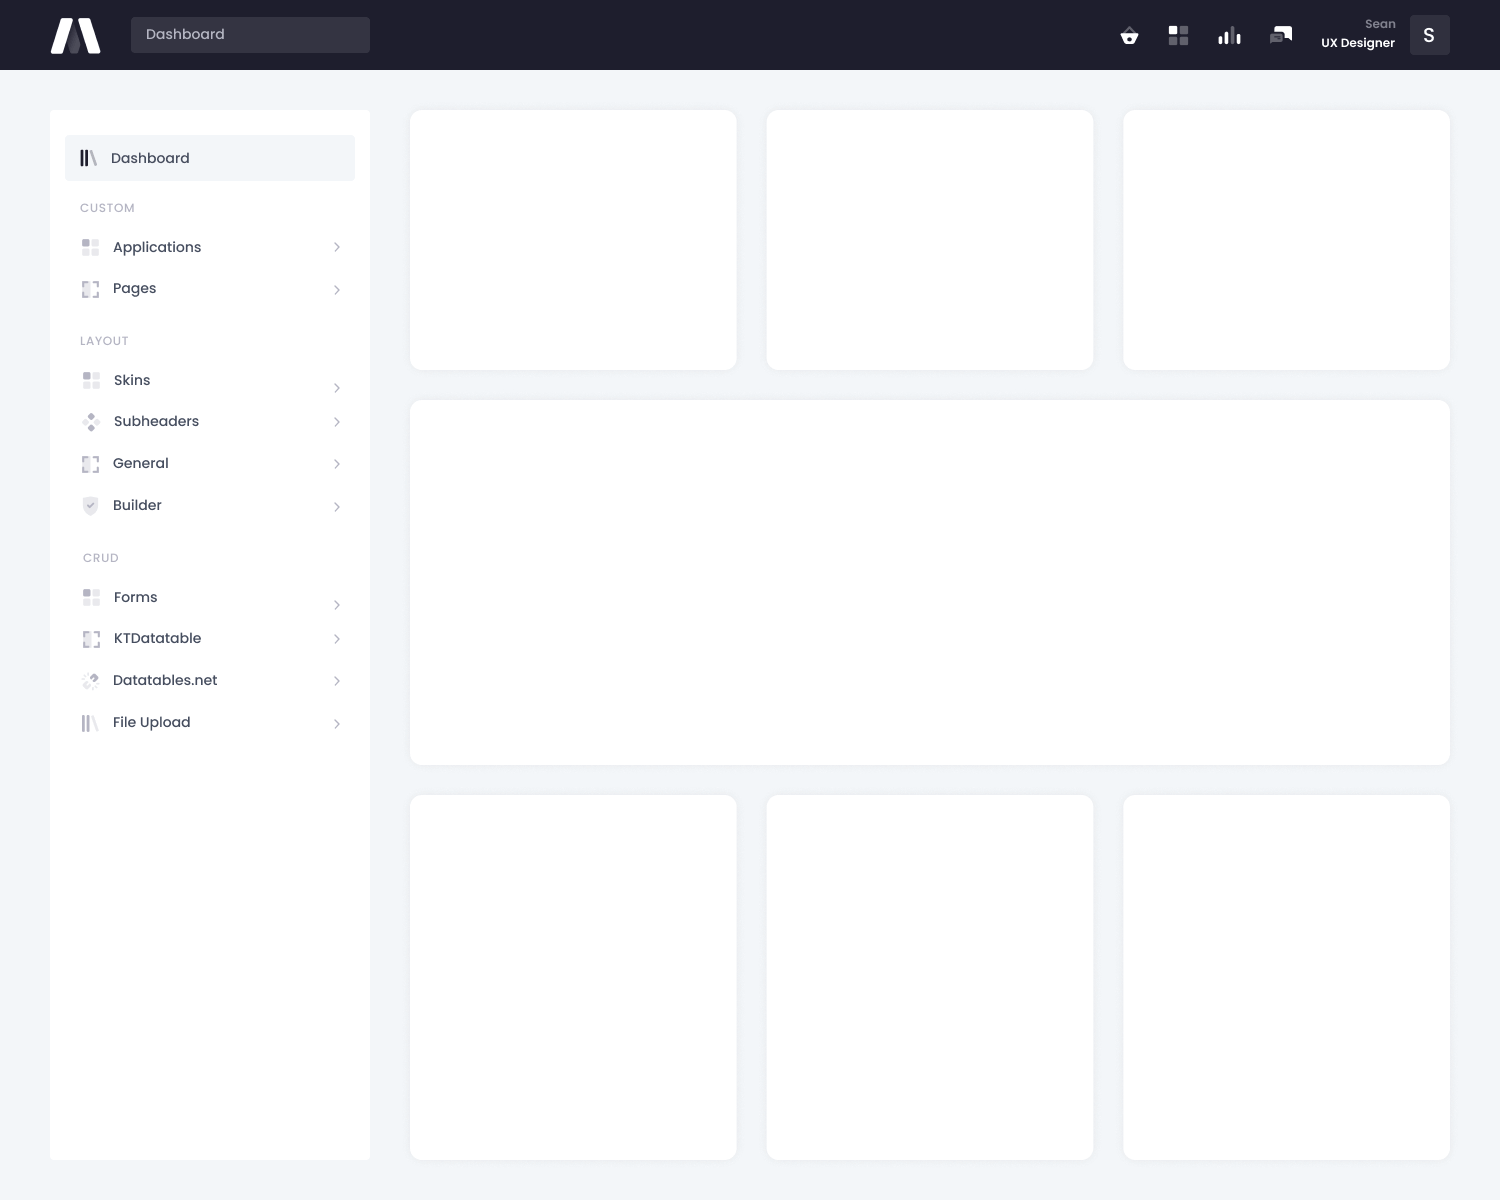 Dashboard
Sean
UX Designer
S
Dashboard
CUSTOM
Applications
Pages
LAYOUT
Skins
Subheaders
General
Builder
CRUD
Forms
KTDatatable
Datatables.net
File Upload